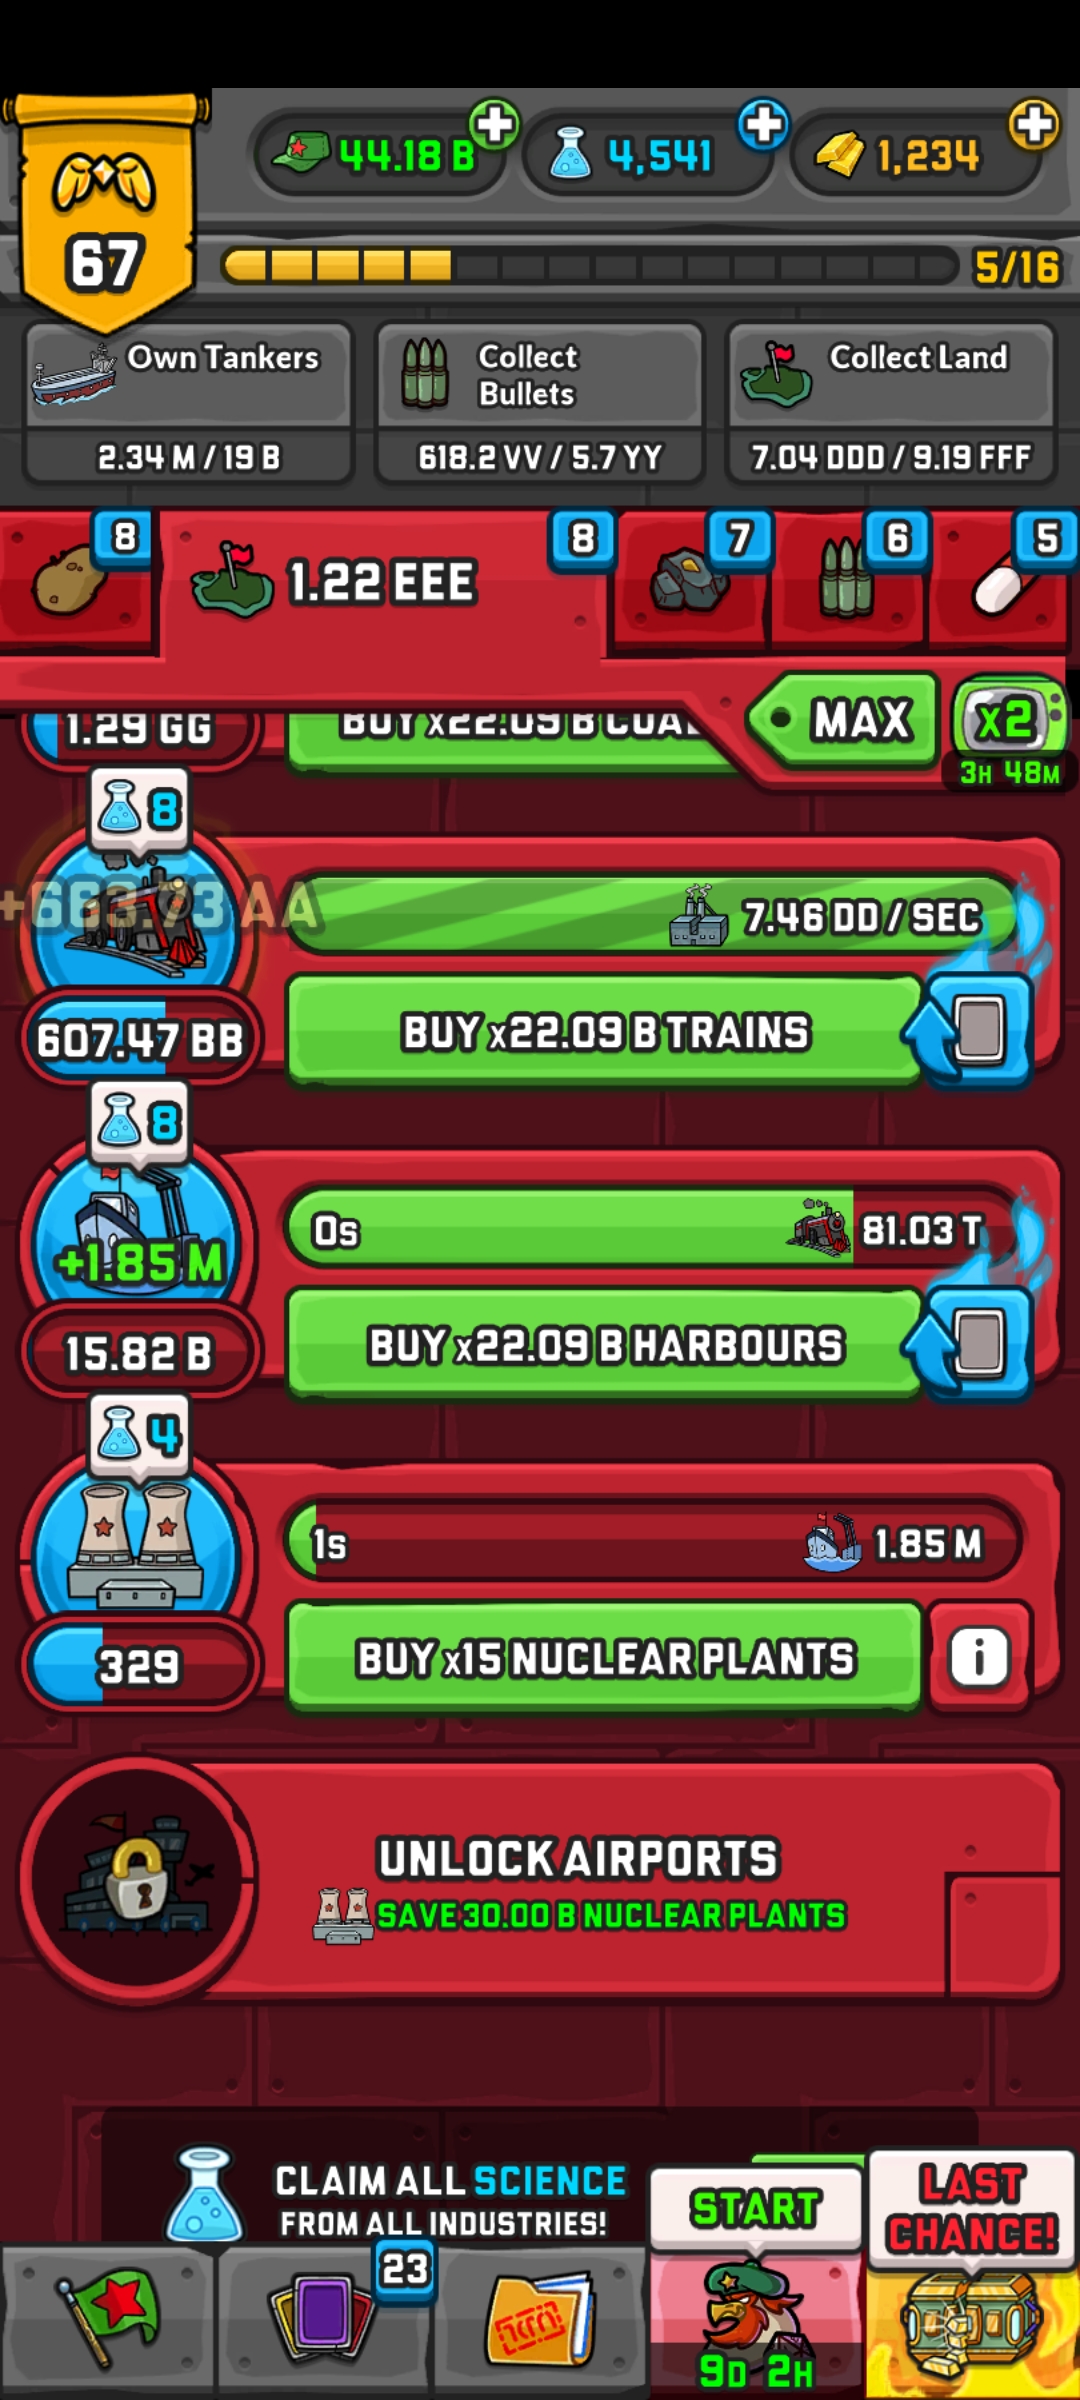 44.18 B
4,541
1,234
67
5/16
Own Tankers
2.34 M / 19 B
Collect
Bullets
618.2 VV / 5.7 YY
Collect Land
7.04 DDD / 9.19 FFF
8
1.22 EEE
8
7
6
5
MAX
x2
3H 48M
1.29 GG
BUY x22.09 B COAL
8
+663.73 AA
7.46 DD / SEC
607.47 BB
BUY x22.09 B TRAINS
8
+1.85 M
0s
81.03 T
15.82 B
BUY x22.09 B HARBOURS
4
1s
1.85 M
329
BUY x15 NUCLEAR PLANTS
i
UNLOCK AIRPORTS
SAVE 30.00 B NUCLEAR PLANTS
CLAIM ALL SCIENCE
FROM ALL INDUSTRIES!
START
LAST
CHANCE!
23
9D 2H